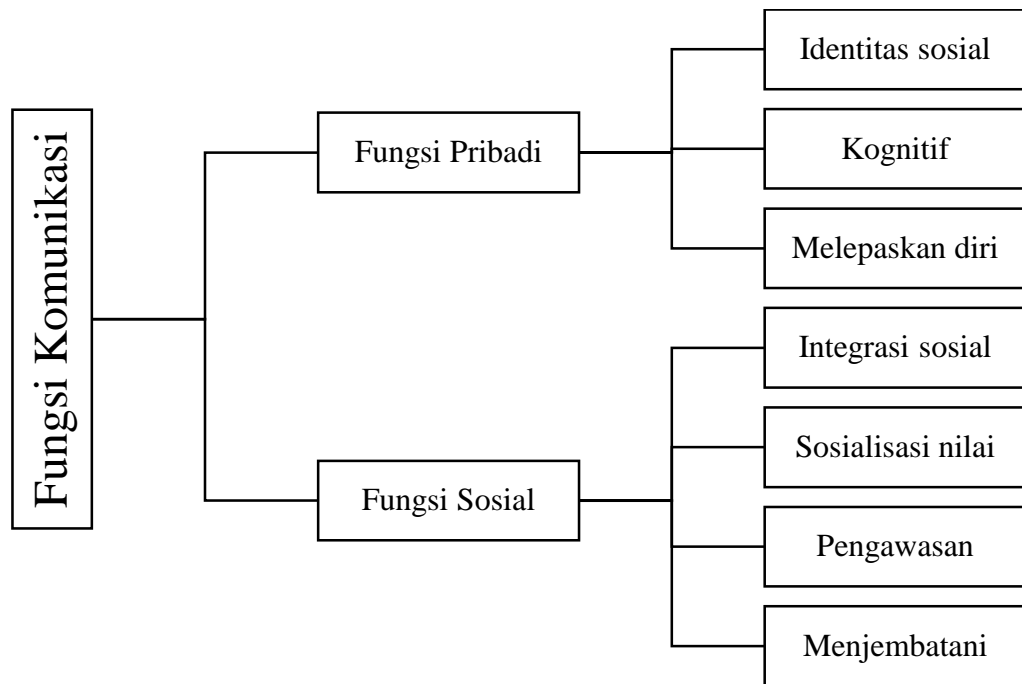 Fungsi Komunikasi
Fungsi Pribadi
Identitas sosial
Kognitif
Melepaskan diri
Fungsi Sosial
Integrasi sosial
Sosialisasi nilai
Pengawasan
Menjembatani